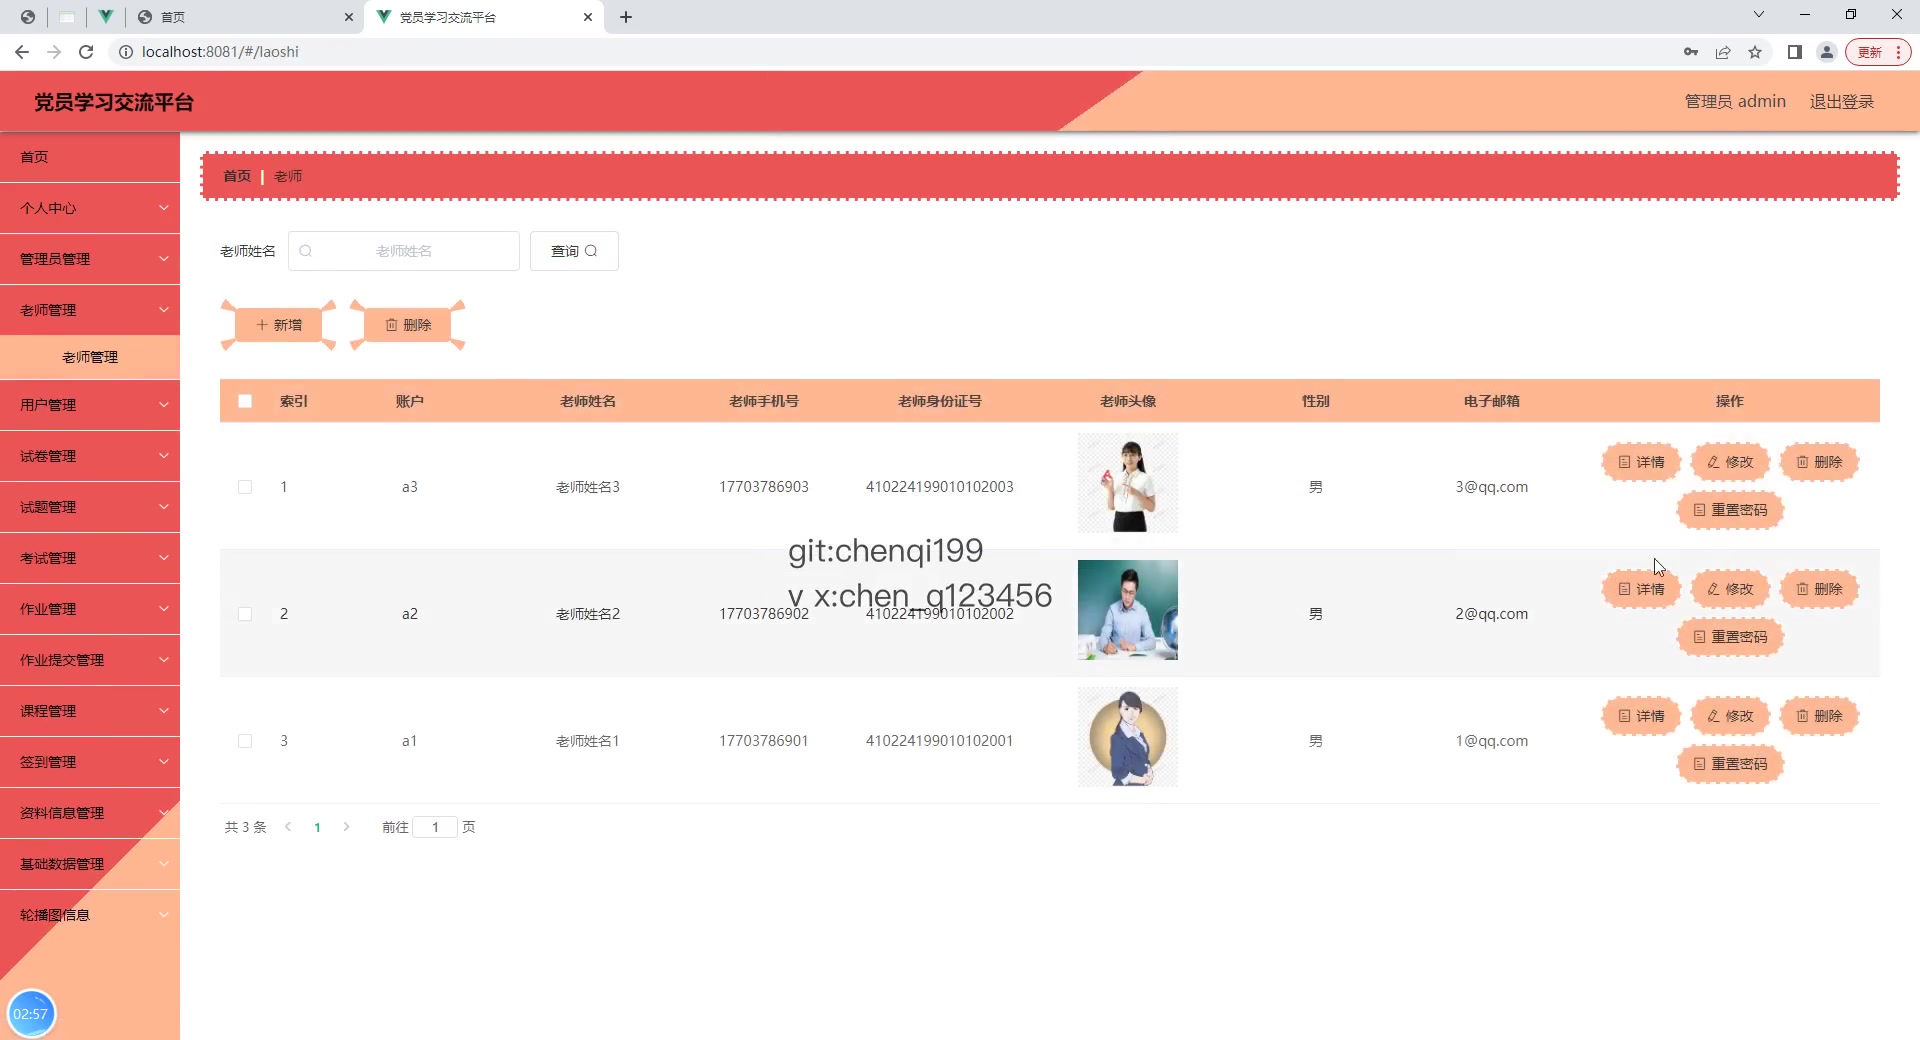 首页
党员学习交流平台
localhost:8081/#/laoshi
更新
党员学习交流平台
管理员 admin
退出登录
首页
个人中心
管理员管理
老师管理
老师管理
用户管理
试卷管理
试题管理
考试管理
作业管理
作业提交管理
课程管理
签到管理
资料信息管理
基础数据管理
轮播图信息
02:57
首页 | 老师
老师姓名 老师姓名 查询
新增 删除
索引 账户 老师姓名 老师手机号 老师身份证号 老师头像 性别 电子邮箱 操作
1 a3 老师姓名3 17703786903 410224199010102003 男 3@qq.com 详情 修改 删除
重置密码
git:chenqi199
v x:chen_q123456
2 a2 老师姓名2 17703786902 410224199010102002 男 2@qq.com 详情 修改 删除
重置密码
3 a1 老师姓名1 17703786901 410224199010102001 男 1@qq.com 详情 修改 删除
重置密码
共 3 条 1 前往 1 页